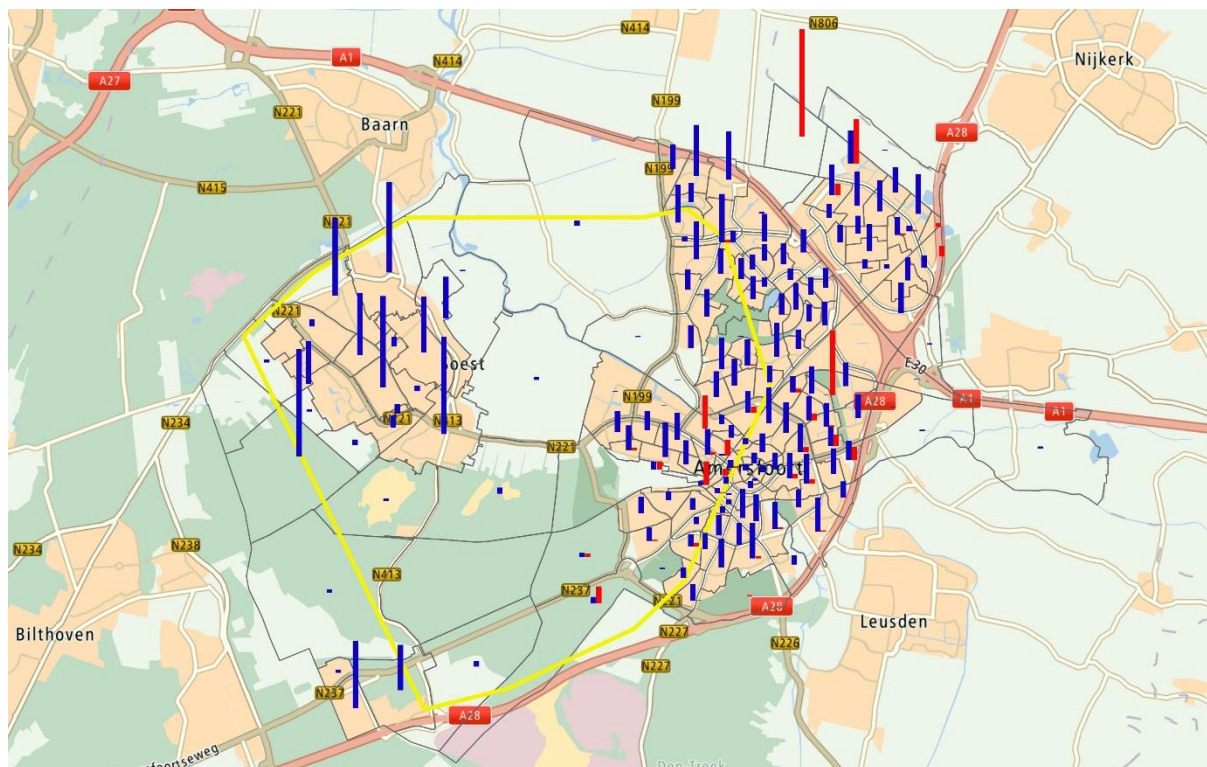 N414
N806
A1
Nijkerk
N414
A27
N199
N221
Baarn
A28
N199
N415
N221
N221
E 30
oest
N199
A28
A1
A1
N234
N221
N413
N221
Amersfoort
N234
N238
N413
N237
N221
A28
Bilthoven
N227
Leusden
N226
N227
N237
A28
foortseweg
Den Treek